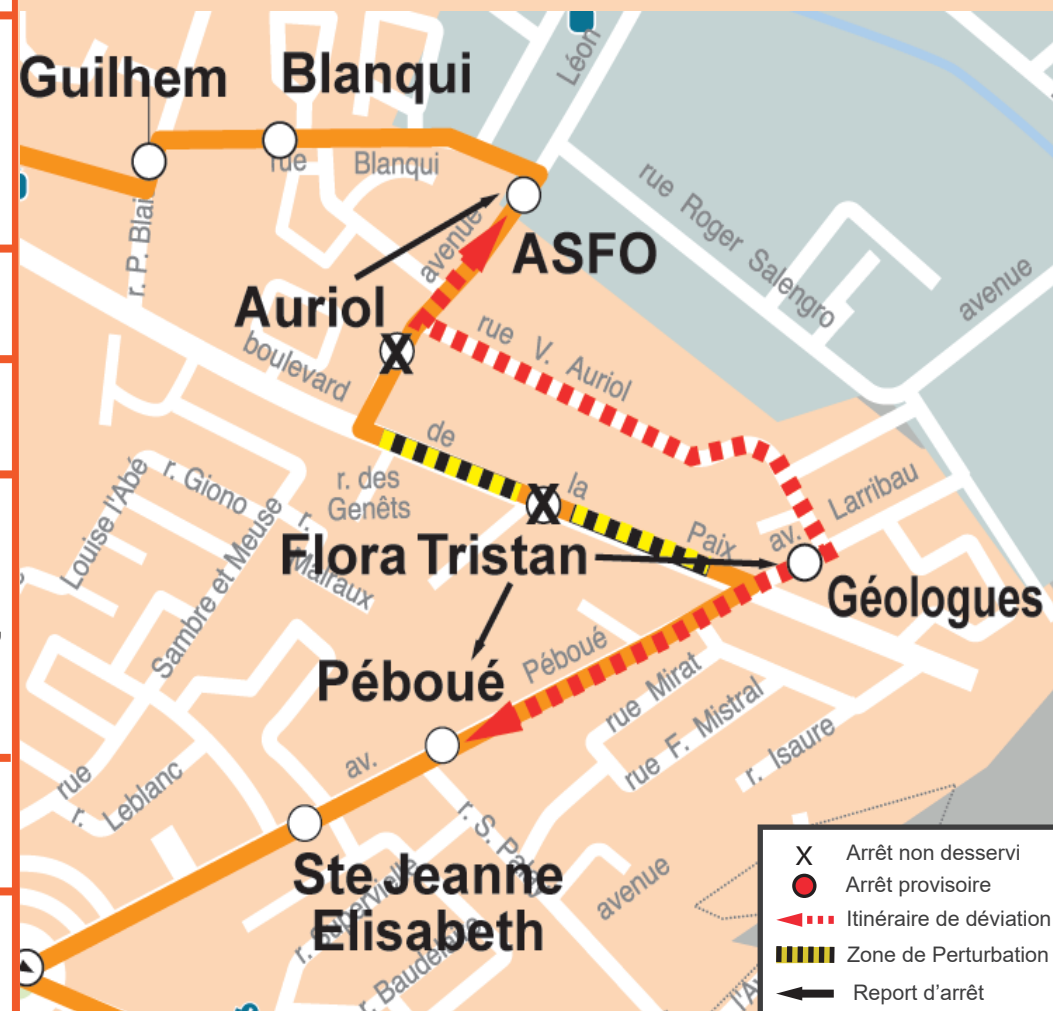 Guilhem
Blanqui
Léon
rue Blanqui
r. P. Blai
rue Roger Salengro
avenue
ASFO
avenue
Auriol
boulevard
rue V. Auriol
de
la
Paix
r. des
Genêts
r. Giono
Louise l'Abé
Sambre et Meuse
r. Malraux
Flora Tristan
av.
Larribau
Géologues
Péboué
Péboué
rue Mirat
rue F. Mistral
r. Isaure
av.
rue
r. Leblanc
Ste Jeanne
Elisabeth
avenue
r. Supervielle
r. Baudelaire
X Arrêt non desservi
Arrêt provisoire
Itinéraire de déviation
Zone de Perturbation
Report d'arrêt